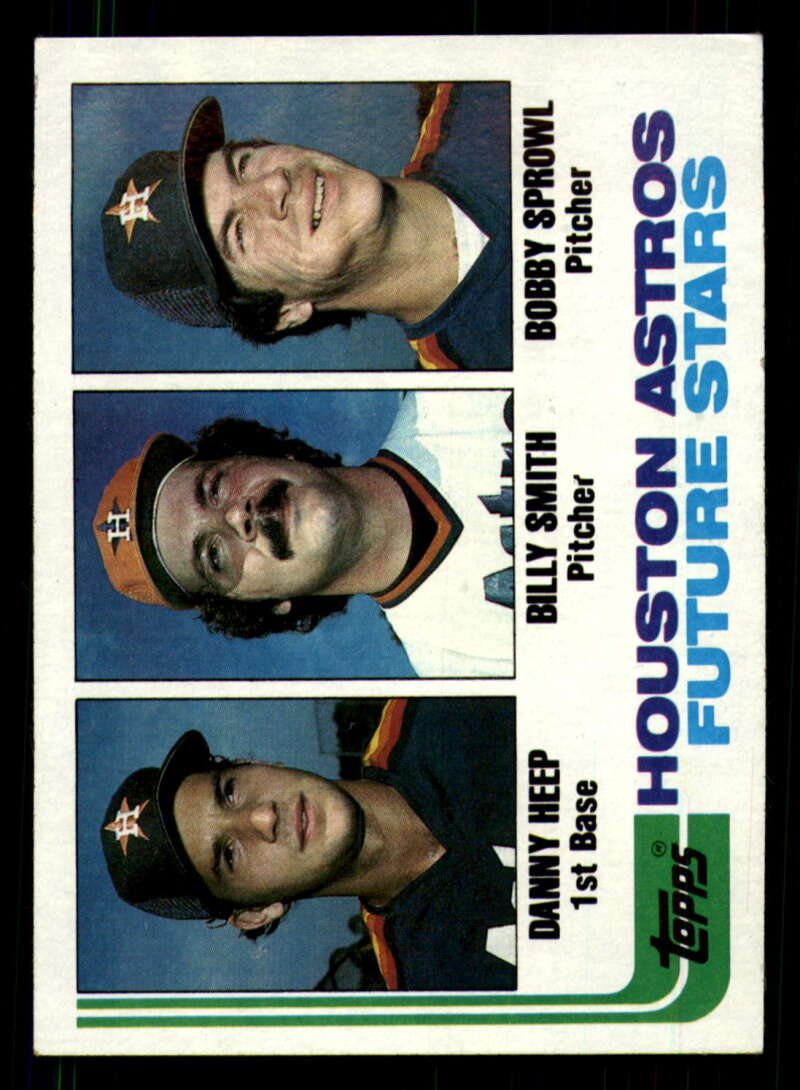 DANNY HEEP
1st Base
BILLY SMITH
Pitcher
BOBBY SPROWL
Pitcher
topps®
HOUSTON ASTROS
FUTURE STARS
H
H
H